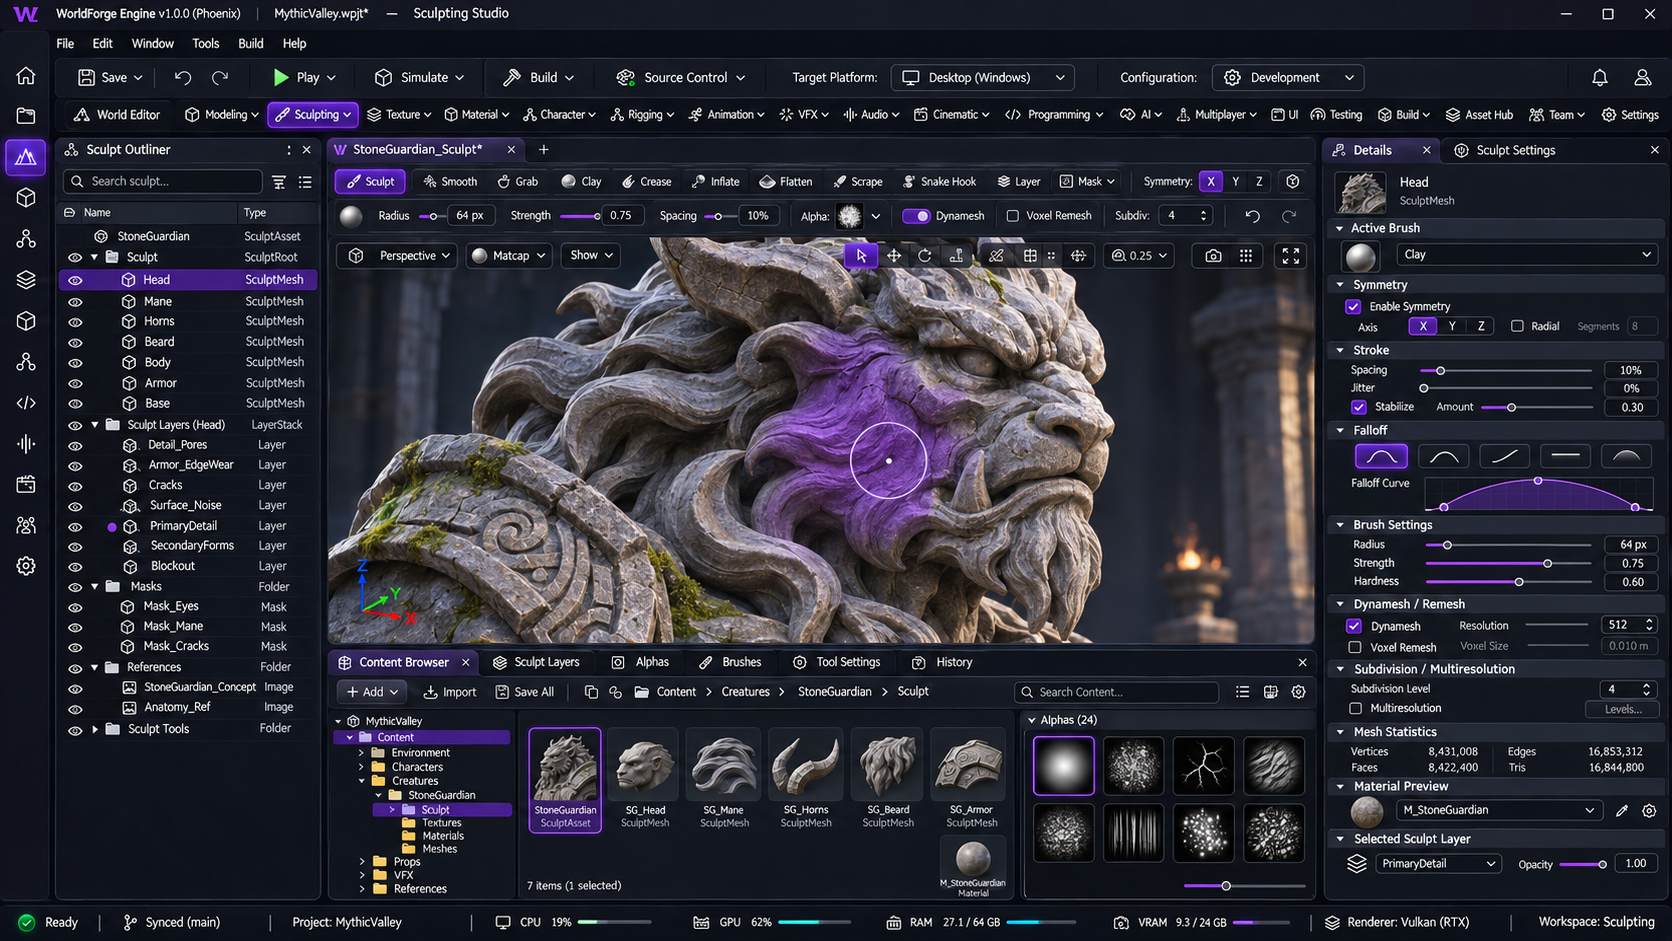 WorldForge Engine v1.0.0 (Phoenix) | MythicValley.wpjt* — Sculpting Studio
File Edit Window Tools Build Help
Save Play Simulate Build Source Control Target Platform: Desktop (Windows) Configuration: Development
World Editor Modeling Sculpting Texture Material Character Rigging Animation VFX Audio Cinematic Programming AI Multiplayer UI Testing Build Asset Hub Team Settings
Sculpt Outliner
Search sculpt...
Name Type
StoneGuardian SculptAsset
Sculpt SculptRoot
Head SculptMesh
Mane SculptMesh
Horns SculptMesh
Beard SculptMesh
Body SculptMesh
Armor SculptMesh
Base SculptMesh
Sculpt Layers (Head) LayerStack
Detail_Pores Layer
Armor_EdgeWear Layer
Cracks Layer
Surface_Noise Layer
PrimaryDetail Layer
SecondaryForms Layer
Blockout Layer
Masks Folder
Mask_Eyes Mask
Mask_Mane Mask
Mask_Cracks Mask
References Folder
StoneGuardian_Concept Image
Anatomy_Ref Image
Sculpt Tools Folder
StoneGuardian_Sculpt*
Sculpt Smooth Grab Clay Crease Inflate Flatten Scrape Snake Hook Layer Mask Symmetry: X Y Z
Radius 64 px Strength 0.75 Spacing 10% Alpha: Dynamesh Voxel Remesh Subdiv: 4
Perspective Matcap Show 0.25
Z
Y
X
Content Browser Sculpt Layers Alphas Brushes Tool Settings History
+ Add Import Save All Content > Creatures > StoneGuardian > Sculpt Search Content...
MythicValley
Content
Environment
Characters
Creatures
StoneGuardian
Sculpt
Textures
Materials
Meshes
Props
VFX
References
StoneGuardian SculptAsset
SG_Head SculptMesh
SG_Mane SculptMesh
SG_Horns SculptMesh
SG_Beard SculptMesh
SG_Armor SculptMesh
M_StoneGuardian Material
7 items (1 selected)
Alphas (24)
Details Sculpt Settings
Head
SculptMesh
Active Brush
Clay
Symmetry
Enable Symmetry
Axis X Y Z Radial Segments 8
Stroke
Spacing 10%
Jitter 0%
Stabilize Amount 0.30
Falloff
Falloff Curve
Brush Settings
Radius 64 px
Strength 0.75
Hardness 0.60
Dynamesh / Remesh
Dynamesh Resolution 512
Voxel Remesh Voxel Size 0.010 m
Subdivision / Multiresolution
Subdivision Level 4
Multiresolution Levels...
Mesh Statistics
Vertices 8,431,008 Edges 16,853,312
Faces 8,422,400 Tris 16,844,800
Material Preview
M_StoneGuardian
Selected Sculpt Layer
PrimaryDetail Opacity 1.00
Ready Synced (main) Project: MythicValley CPU 19% GPU 62% RAM 27.1 / 64 GB VRAM 9.3 / 24 GB Renderer: Vulkan (RTX) Workspace: Sculpting